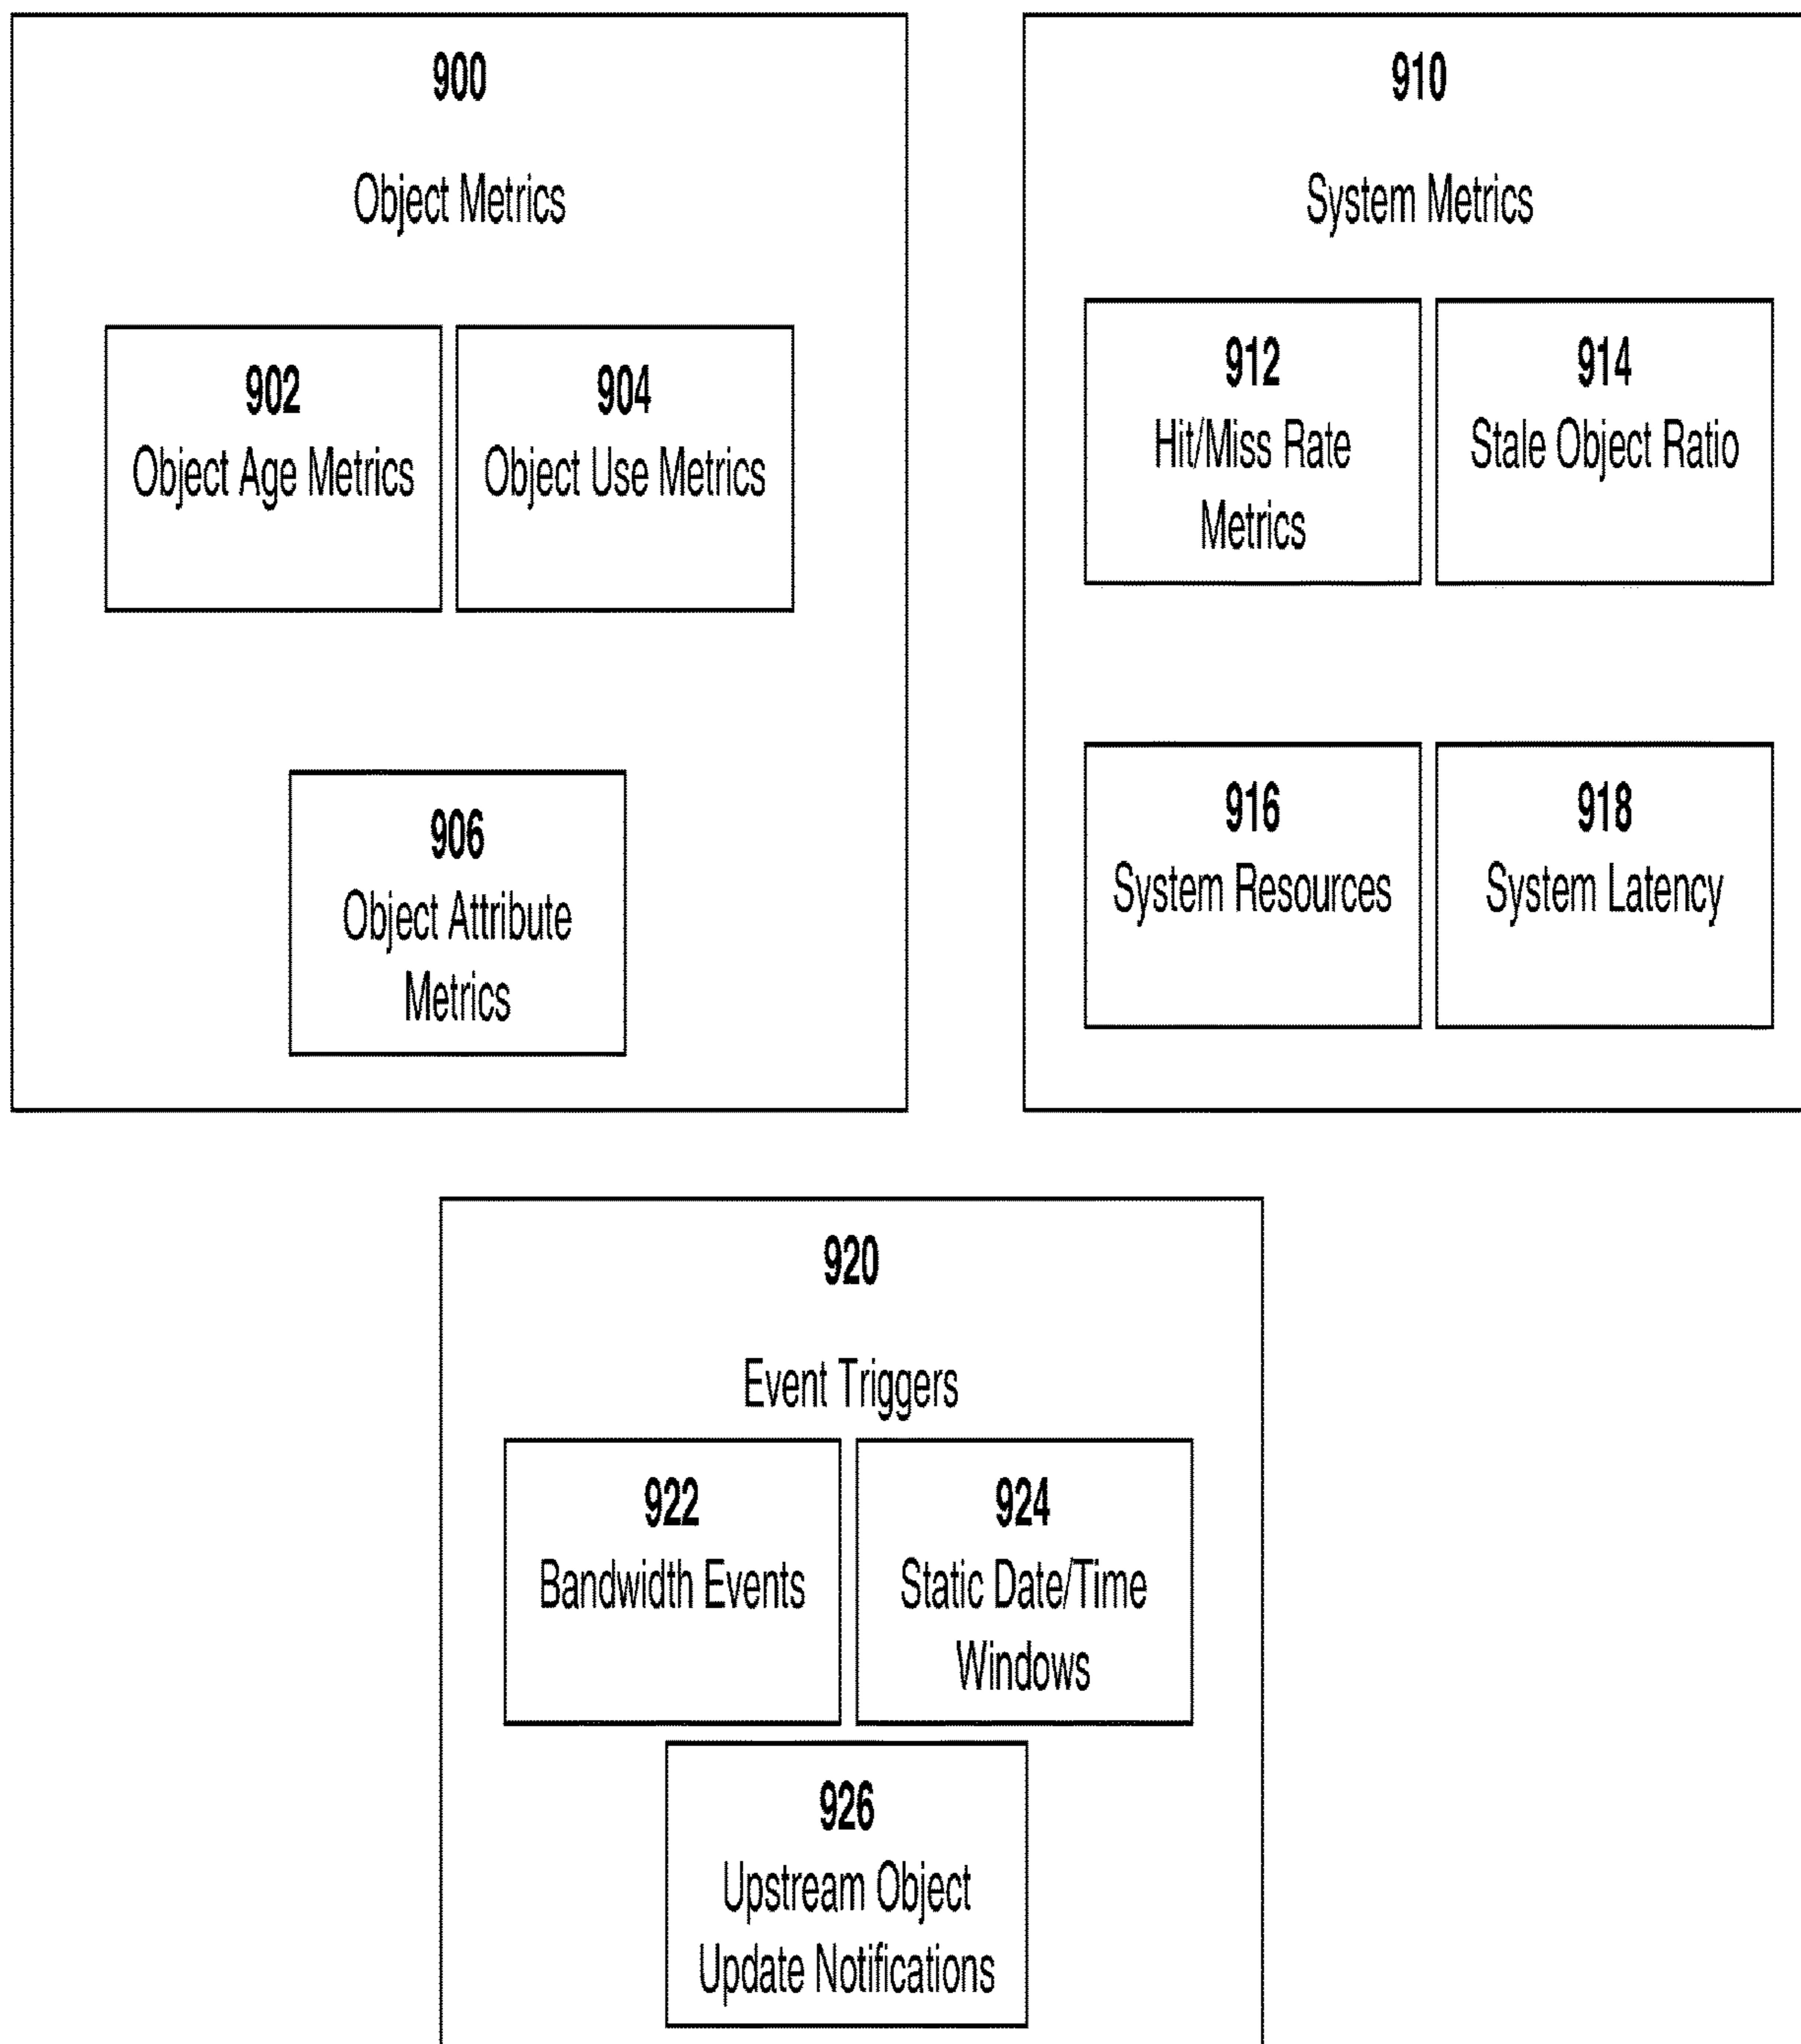 900
Object Metrics
902
Object Age Metrics
904
Object Use Metrics
906
Object Attribute
Metrics
910
System Metrics
912
Hit/Miss Rate
Metrics
914
Stale Object Ratio
916
System Resources
918
System Latency
920
Event Triggers
922
Bandwidth Events
924
Static Date/Time
Windows
926
Upstream Object
Update Notifications